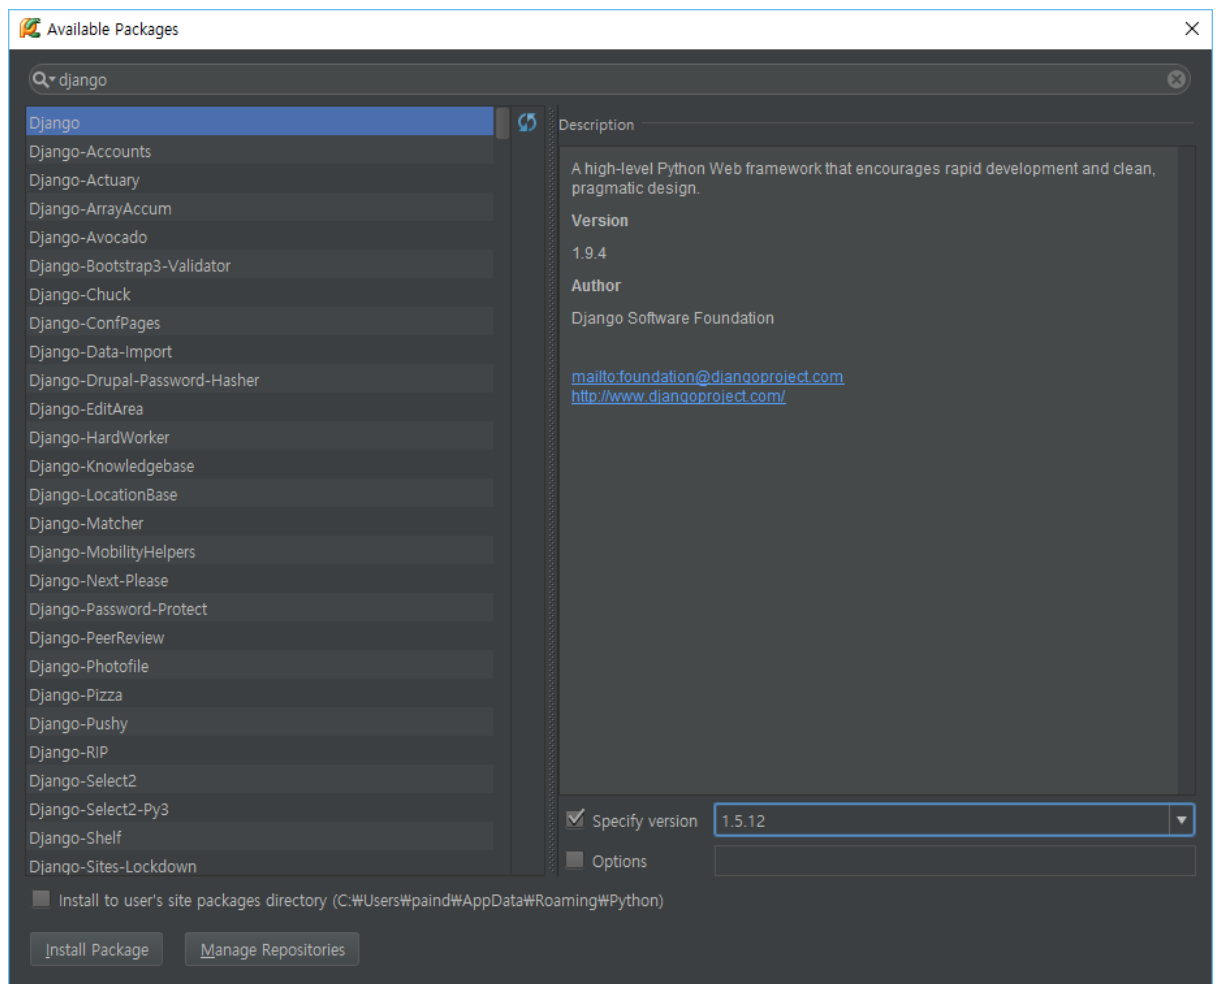 Available Packages
django
Django
Django-Accounts
Django-Actuary
Django-ArrayAccum
Django-Avocado
Django-Bootstrap3-Validator
Django-Chuck
Django-ConfPages
Django-Data-Import
Django-Drupal-Password-Hasher
Django-EditArea
Django-HardWorker
Django-Knowledgebase
Django-LocationBase
Django-Matcher
Django-MobilityHelpers
Django-Next-Please
Django-Password-Protect
Django-PeerReview
Django-Photofile
Django-Pizza
Django-Pushy
Django-RIP
Django-Select2
Django-Select2-Py3
Django-Shelf
Django-Sites-Lockdown
Description
A high-level Python Web framework that encourages rapid development and clean,
pragmatic design.
Version
1.9.4
Author
Django Software Foundation
mailto:foundation@djangoproject.com
http://www.djangoproject.com/
Specify version 1.5.12
Options
Install to user's site packages directory (C:₩Users₩paind₩AppData₩Roaming₩Python)
Install Package Manage Repositories